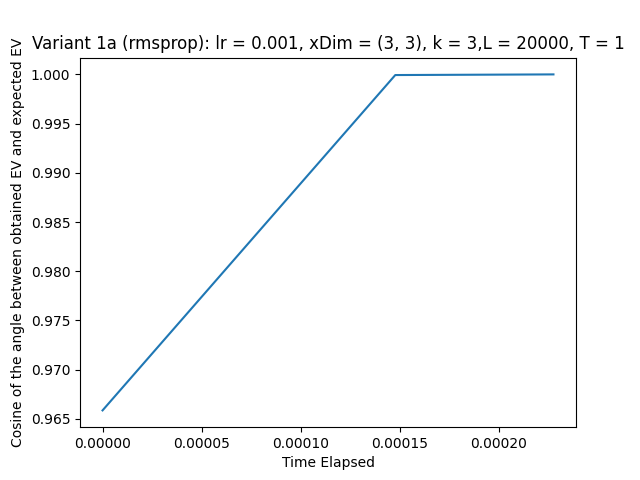 Variant 1a (rmsprop): lr = 0.001, xDim = (3, 3), k = 3,L = 20000, T = 1
Cosine of the angle between obtained EV and expected EV
1.000
0.995
0.990
0.985
0.980
0.975
0.970
0.965
0.00000 0.00005 0.00010 0.00015 0.00020
Time Elapsed